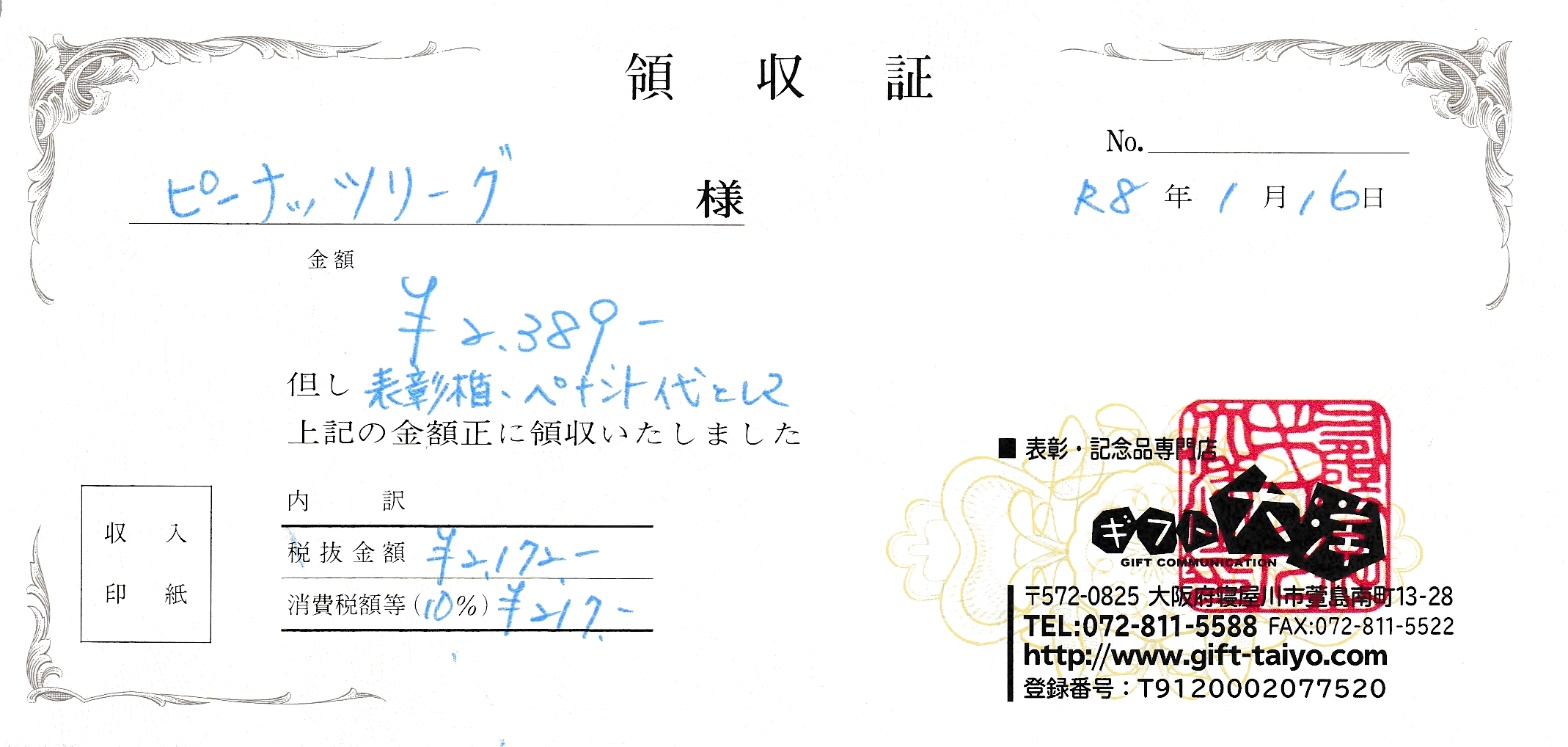 領収証
No.
ピーナッツリーグ 様
R8年1月16日
金額
¥2,389-
但し 表彰楯、ペナント代として
上記の金額正に領収いたしました
収入
印紙
内訳
税抜金額 ¥2,172-
消費税額等(10%) ¥217-
■ 表彰・記念品専門店
ギフト大洋
GIFT COMMUNICATION
〒572-0825 大阪府寝屋川市萱島南町13-28
TEL:072-811-5588 FAX:072-811-5522
http://www.gift-taiyo.com
登録番号:T9120002077520